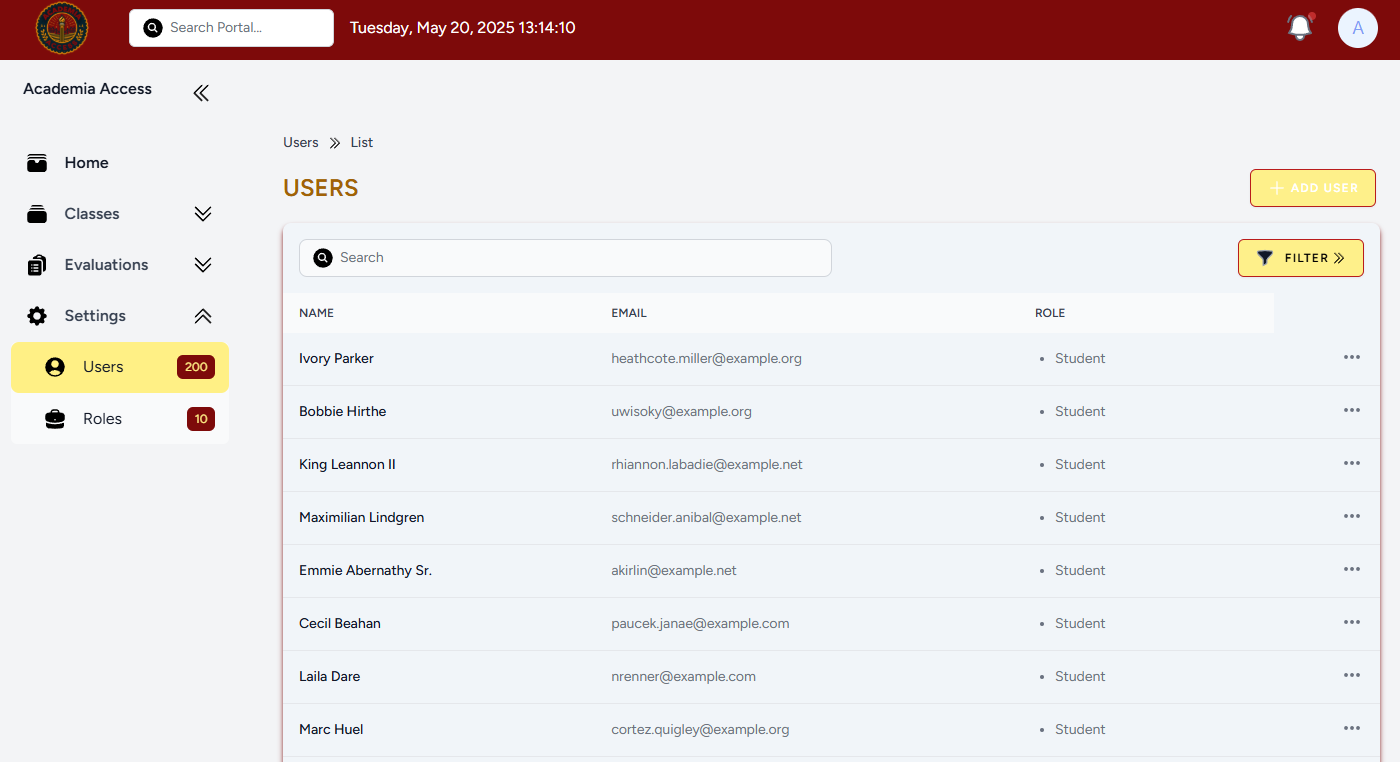 Search Portal...
Tuesday, May 20, 2025 13:14:10
A
Academia Access
Home
Classes
Evaluations
Settings
Users 200
Roles 10
Users List
USERS
ADD USER
Search
FILTER
NAME EMAIL ROLE
Ivory Parker heathcote.miller@example.org • Student
Bobbie Hirthe uwisoky@example.org • Student
King Leannon II rhiannon.labadie@example.net • Student
Maximilian Lindgren schneider.anibal@example.net • Student
Emmie Abernathy Sr. akirlin@example.net • Student
Cecil Beahan paucek.janae@example.com • Student
Laila Dare nrenner@example.com • Student
Marc Huel cortez.quigley@example.org • Student